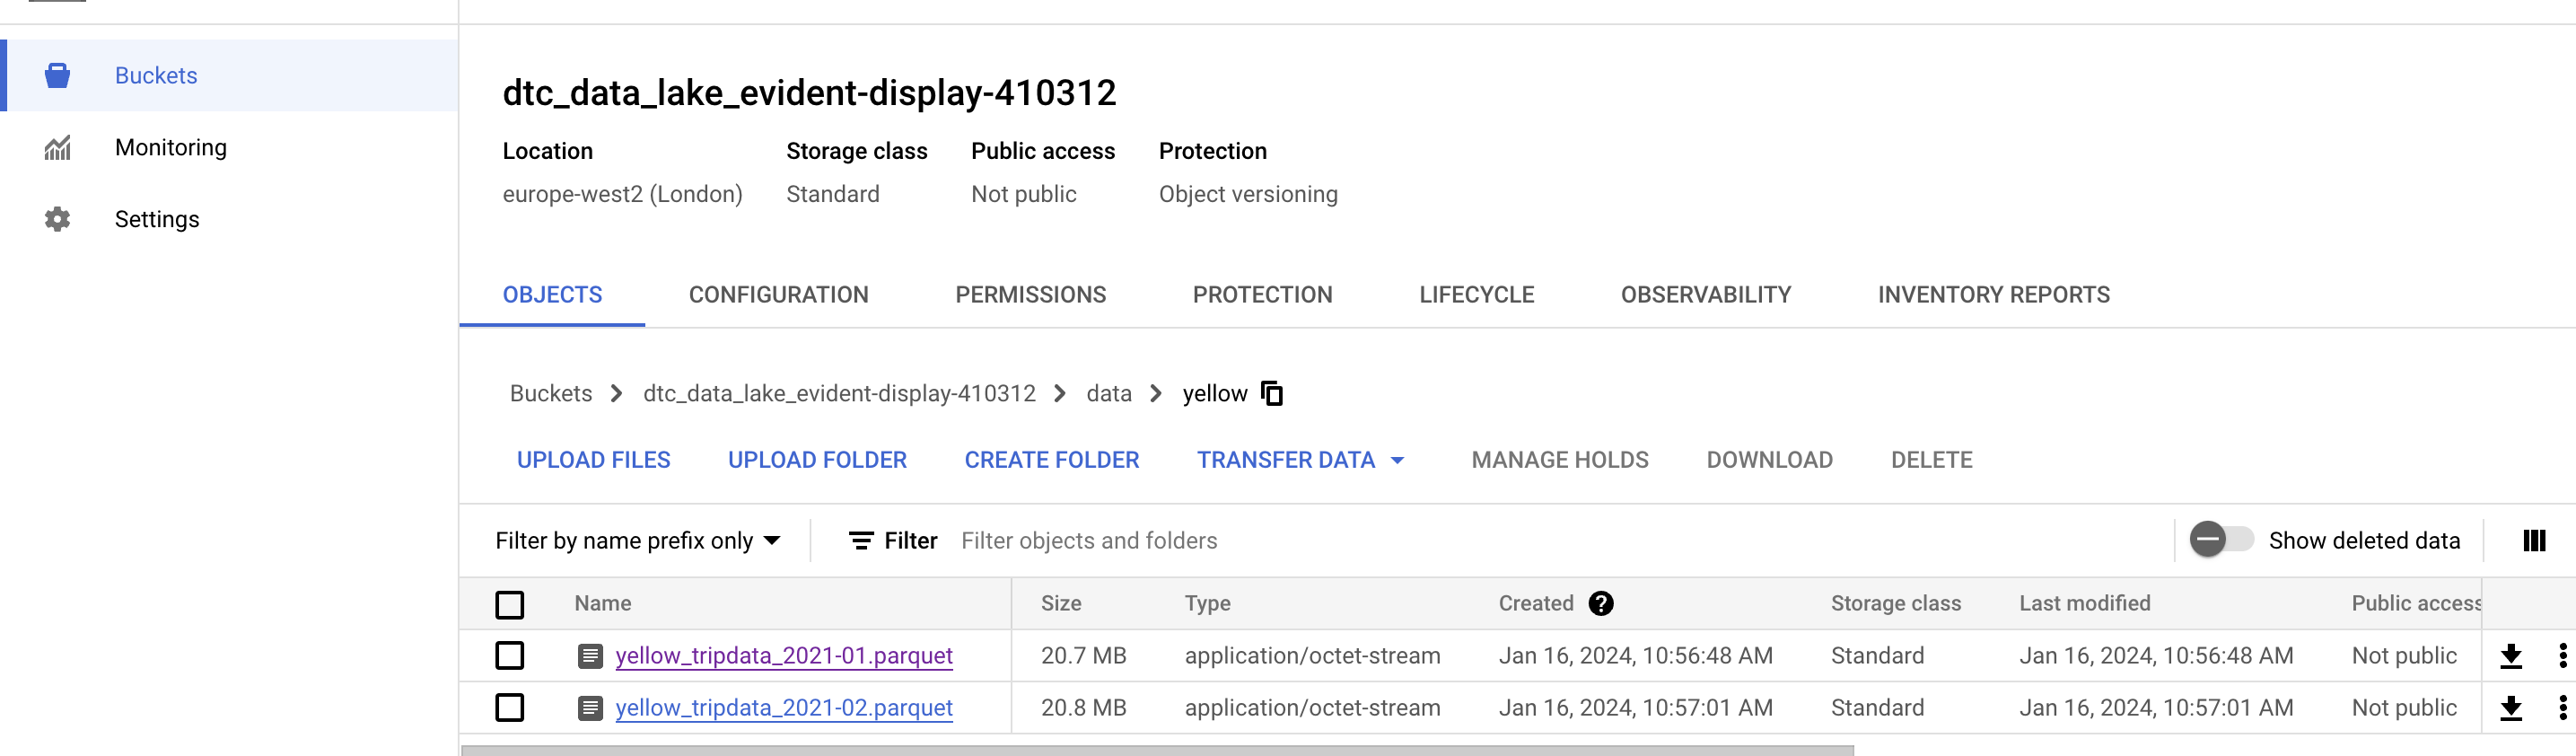 Buckets
Monitoring
Settings
dtc_data_lake_evident-display-410312
Location Storage class Public access Protection
europe-west2 (London) Standard Not public Object versioning
OBJECTS CONFIGURATION PERMISSIONS PROTECTION LIFECYCLE OBSERVABILITY INVENTORY REPORTS
Buckets > dtc_data_lake_evident-display-410312 > data > yellow
UPLOAD FILES UPLOAD FOLDER CREATE FOLDER TRANSFER DATA MANAGE HOLDS DOWNLOAD DELETE
Filter by name prefix only Filter Filter objects and folders Show deleted data
Name Size Type Created ? Storage class Last modified Public access
yellow_tripdata_2021-01.parquet 20.7 MB application/octet-stream Jan 16, 2024, 10:56:48 AM Standard Jan 16, 2024, 10:56:48 AM Not public
yellow_tripdata_2021-02.parquet 20.8 MB application/octet-stream Jan 16, 2024, 10:57:01 AM Standard Jan 16, 2024, 10:57:01 AM Not public